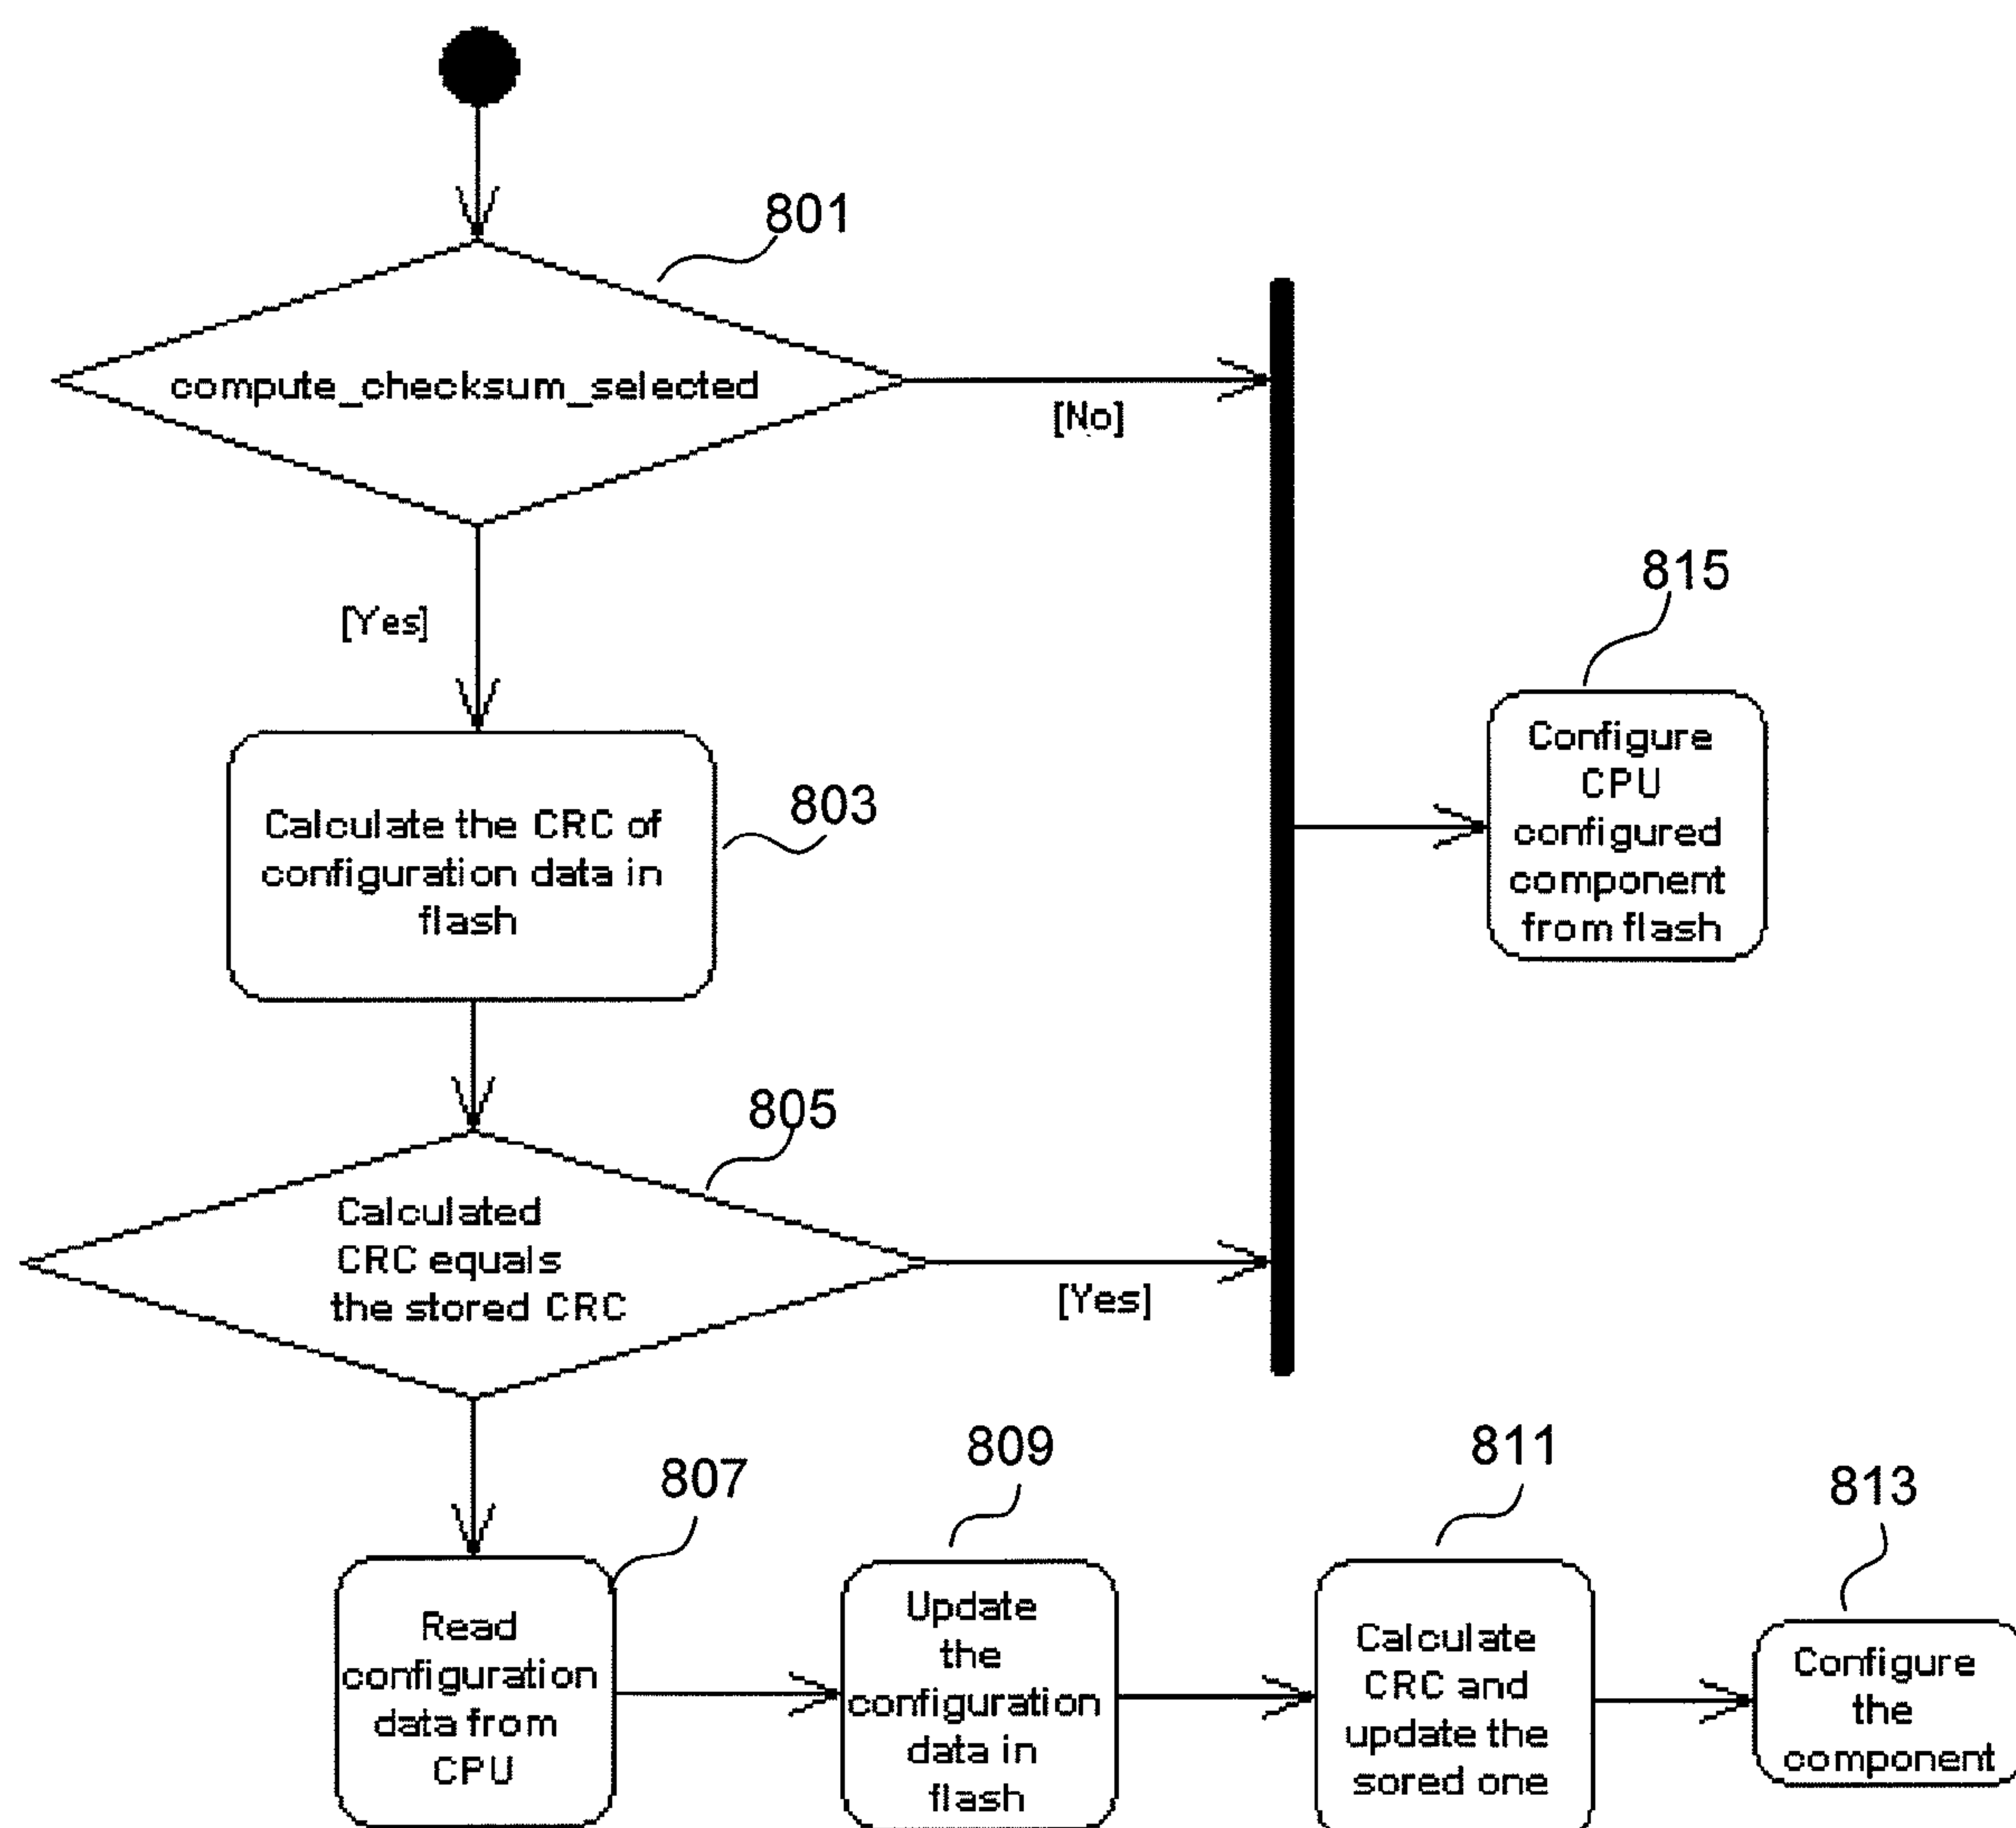 801
compute_checksum_selected
[No]
[Yes]
815
Configure
CPU
configured
component
from flash
803
Calculate the CRC of
configuration data in
flash
805
Calculated
CRC equals
the stored CRC
[Yes]
807
Read
configuration
data from
CPU
809
Update
the
configuration
data in
flash
811
Calculate
CRC and
update the
sored one
813
Configure
the
component